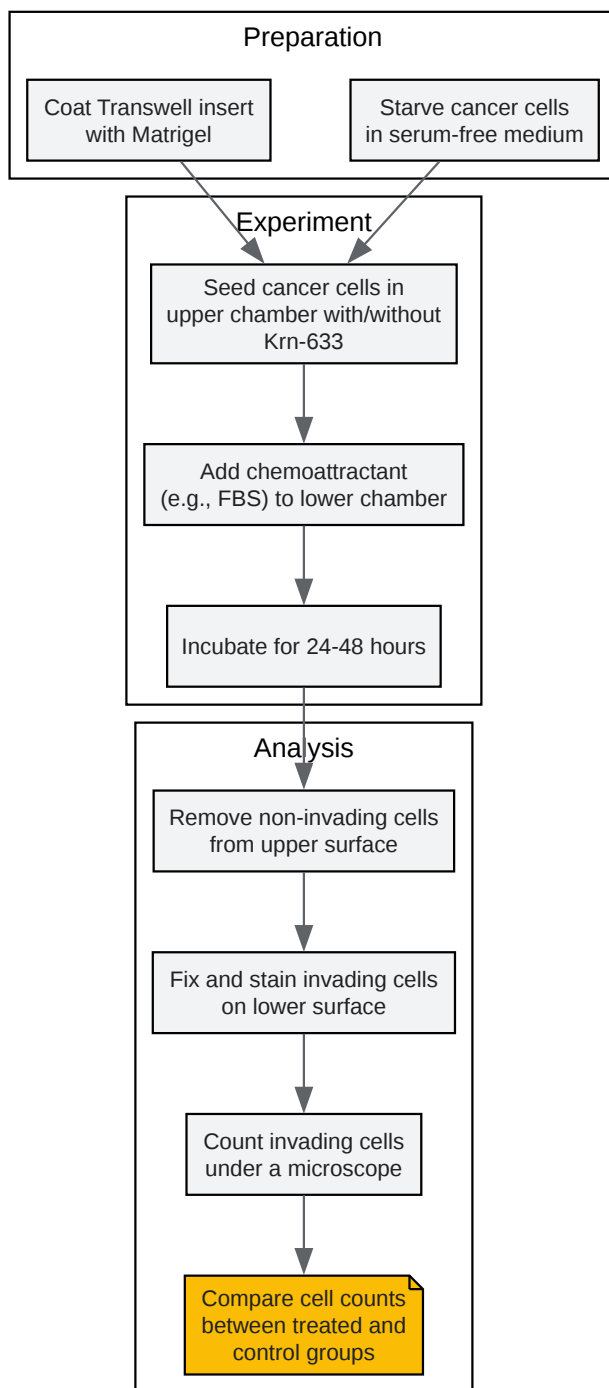 Preparation
Coat Transwell insert
with Matrigel
Starve cancer cells
in serum-free medium
Experiment
Seed cancer cells in
upper chamber with/without
Krn-633
Add chemoattractant
(e.g., FBS) to lower chamber
Incubate for 24-48 hours
Analysis
Remove non-invading cells
from upper surface
Fix and stain invading cells
on lower surface
Count invading cells
under a microscope
Compare cell counts
between treated and
control groups